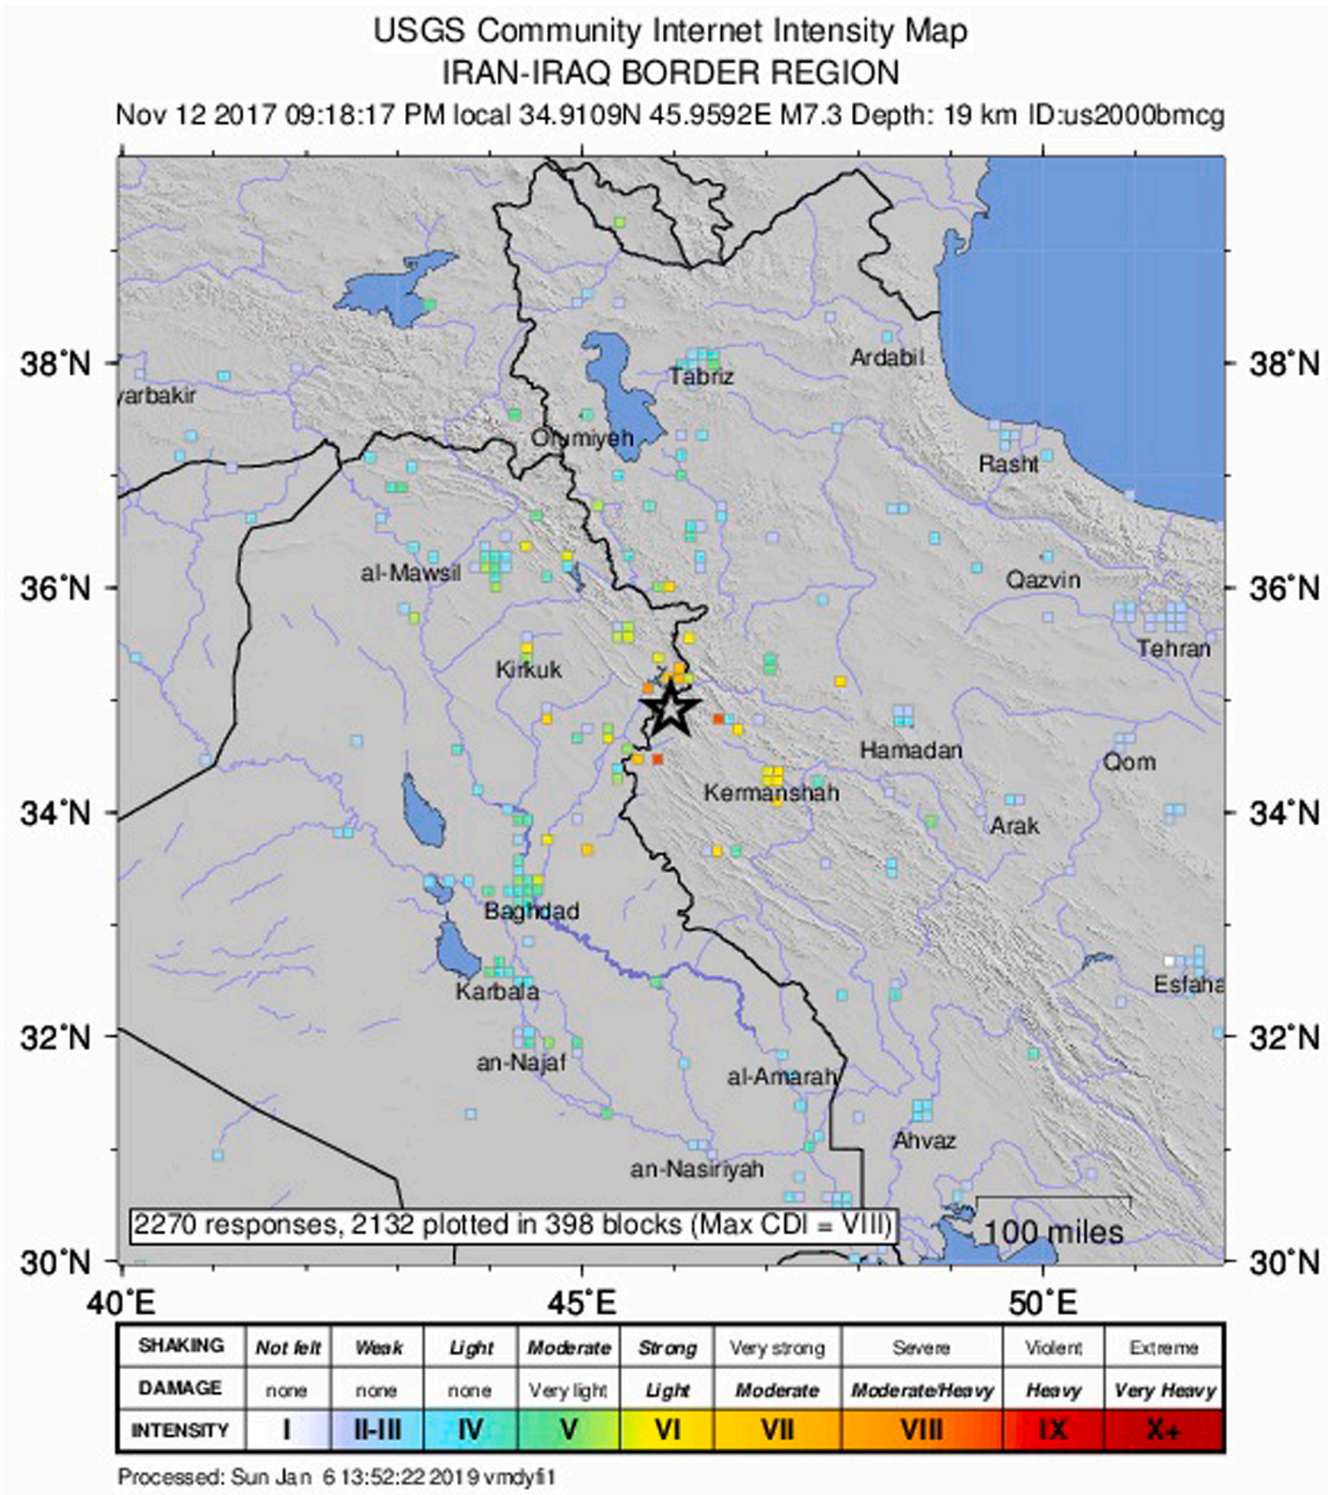 USGS Community Internet Intensity Map
IRAN-IRAQ BORDER REGION
Nov 12 2017 09:18:17 PM local 34.9109N 45.9592E M7.3 Depth: 19 km ID:us2000bmcg
38°N
Tabriz
Ardabil
38°N
yarbakir
Orumiyeh
Rasht
al-Mawsil
36°N
Qazvin
36°N
Kirkuk
Tehran
Hamadan
Qom
Kermanshah
34°N
Arak
34°N
Baghdad
Karbala
Esfaha
32°N
32°N
an-Najaf
al-Amarah
Ahvaz
an-Nasiriyah
2270 responses, 2132 plotted in 398 blocks (Max CDI = VIII)
100 miles
30°N
30°N
40°E 45°E 50°E
SHAKING Not felt Weak Light Moderate Strong Very strong Severe Violent Extreme
DAMAGE none none none Very light Light Moderate Moderate/Heavy Heavy Very Heavy
INTENSITY I II-III IV V VI VII VIII IX X+
Processed: Sun Jan 6 13:52:22 2019 vmdyfi1